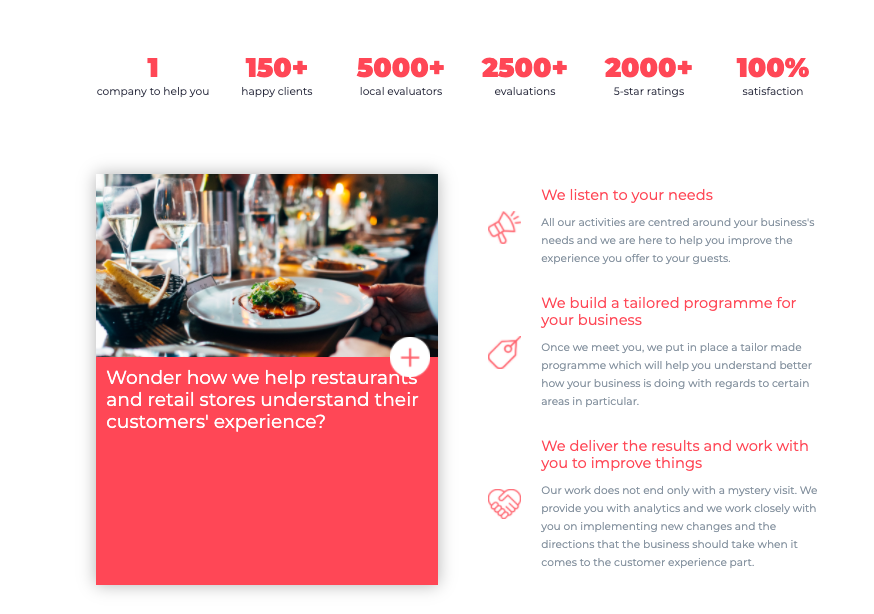 1
company to help you
150+
happy clients
5000+
local evaluators
2500+
evaluations
2000+
5-star ratings
100%
satisfaction
Wonder how we help restaurants
and retail stores understand their
customers' experience?
We listen to your needs
All our activities are centred around your business's
needs and we are here to help you improve the
experience you offer to your guests.
We build a tailored programme for
your business
Once we meet you, we put in place a tailor made
programme which will help you understand better
how your business is doing with regards to certain
areas in particular.
We deliver the results and work with
you to improve things
Our work does not end only with a mystery visit. We
provide you with analytics and we work closely with
you on implementing new changes and the
directions that the business should take when it
comes to the customer experience part.